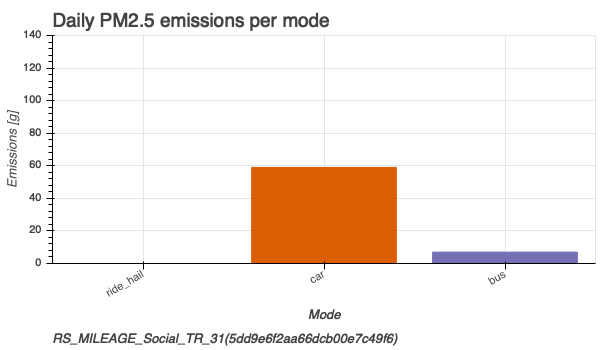 Daily PM2.5 emissions per mode
140
120
100
80
60
40
20
0
Emissions [g]
ride_hail
car
bus
Mode
RS_MILEAGE_Social_TR_31(5dd9e6f2aa66dcb00e7c49f6)